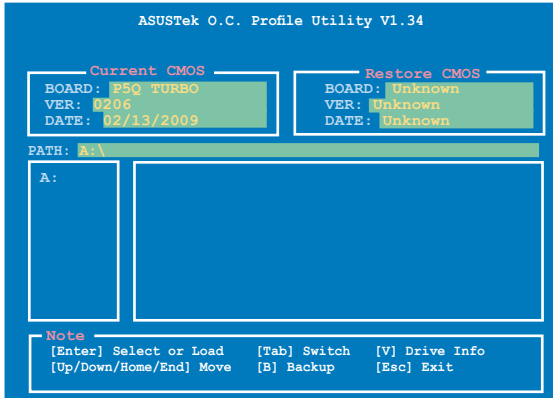 ASUSTek O.C. Profile Utility V1.34
Current CMOS
BOARD: P5Q TURBO
VER: 0206
DATE: 02/13/2009
Restore CMOS
BOARD: Unknown
VER: Unknown
DATE: Unknown
PATH: A:\
A:
Note
[Enter] Select or Load [Tab] Switch [V] Drive Info
[Up/Down/Home/End] Move [B] Backup [Esc] Exit